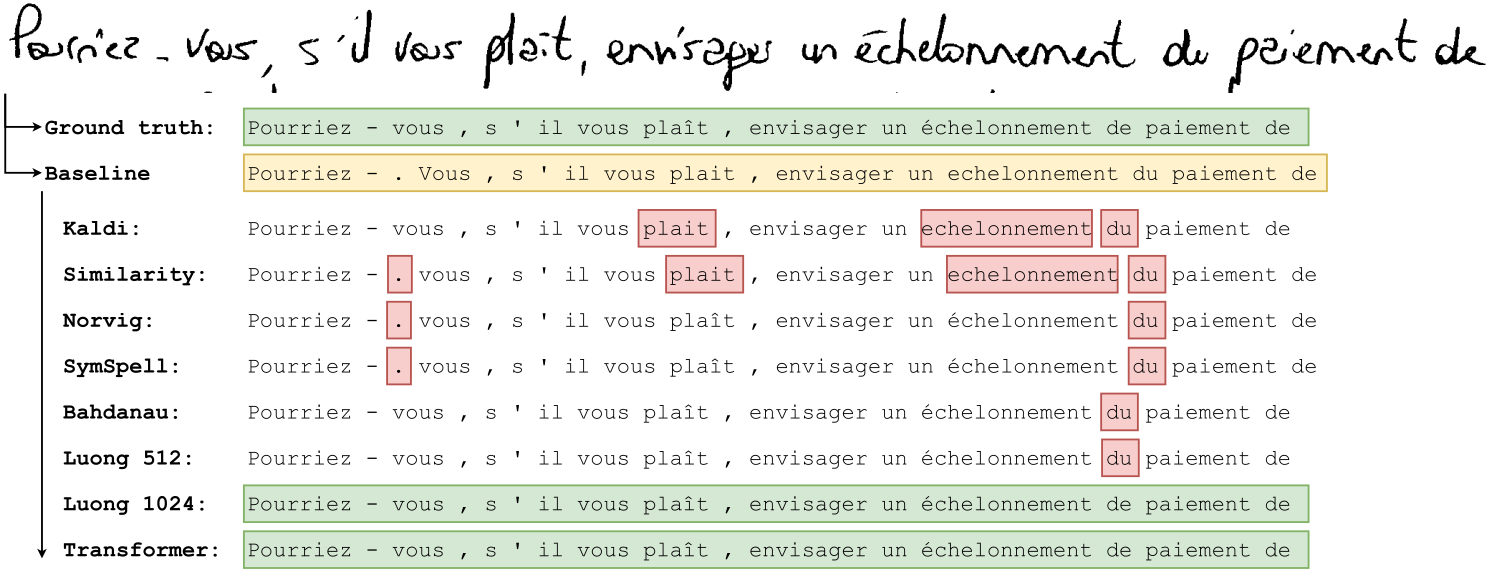 Pourriez - Vous, s'il vous plaît, envisager un échelonnement du paiement de
Ground truth: Pourriez - vous , s ' il vous plaît , envisager un échelonnement de paiement de
Baseline Pourriez - . Vous , s ' il vous plait , envisager un echelonnement du paiement de
Kaldi: Pourriez - vous , s ' il vous plait , envisager un echelonnement du paiement de
Similarity: Pourriez - . vous , s ' il vous plait , envisager un echelonnement du paiement de
Norvig: Pourriez - . vous , s ' il vous plaît , envisager un échelonnement du paiement de
SymSpell: Pourriez - . vous , s ' il vous plaît , envisager un échelonnement du paiement de
Bahdanau: Pourriez - vous , s ' il vous plaît , envisager un échelonnement du paiement de
Luong 512: Pourriez - vous , s ' il vous plaît , envisager un échelonnement du paiement de
Luong 1024: Pourriez - vous , s ' il vous plaît , envisager un échelonnement de paiement de
Transformer: Pourriez - vous , s ' il vous plaît , envisager un échelonnement de paiement de